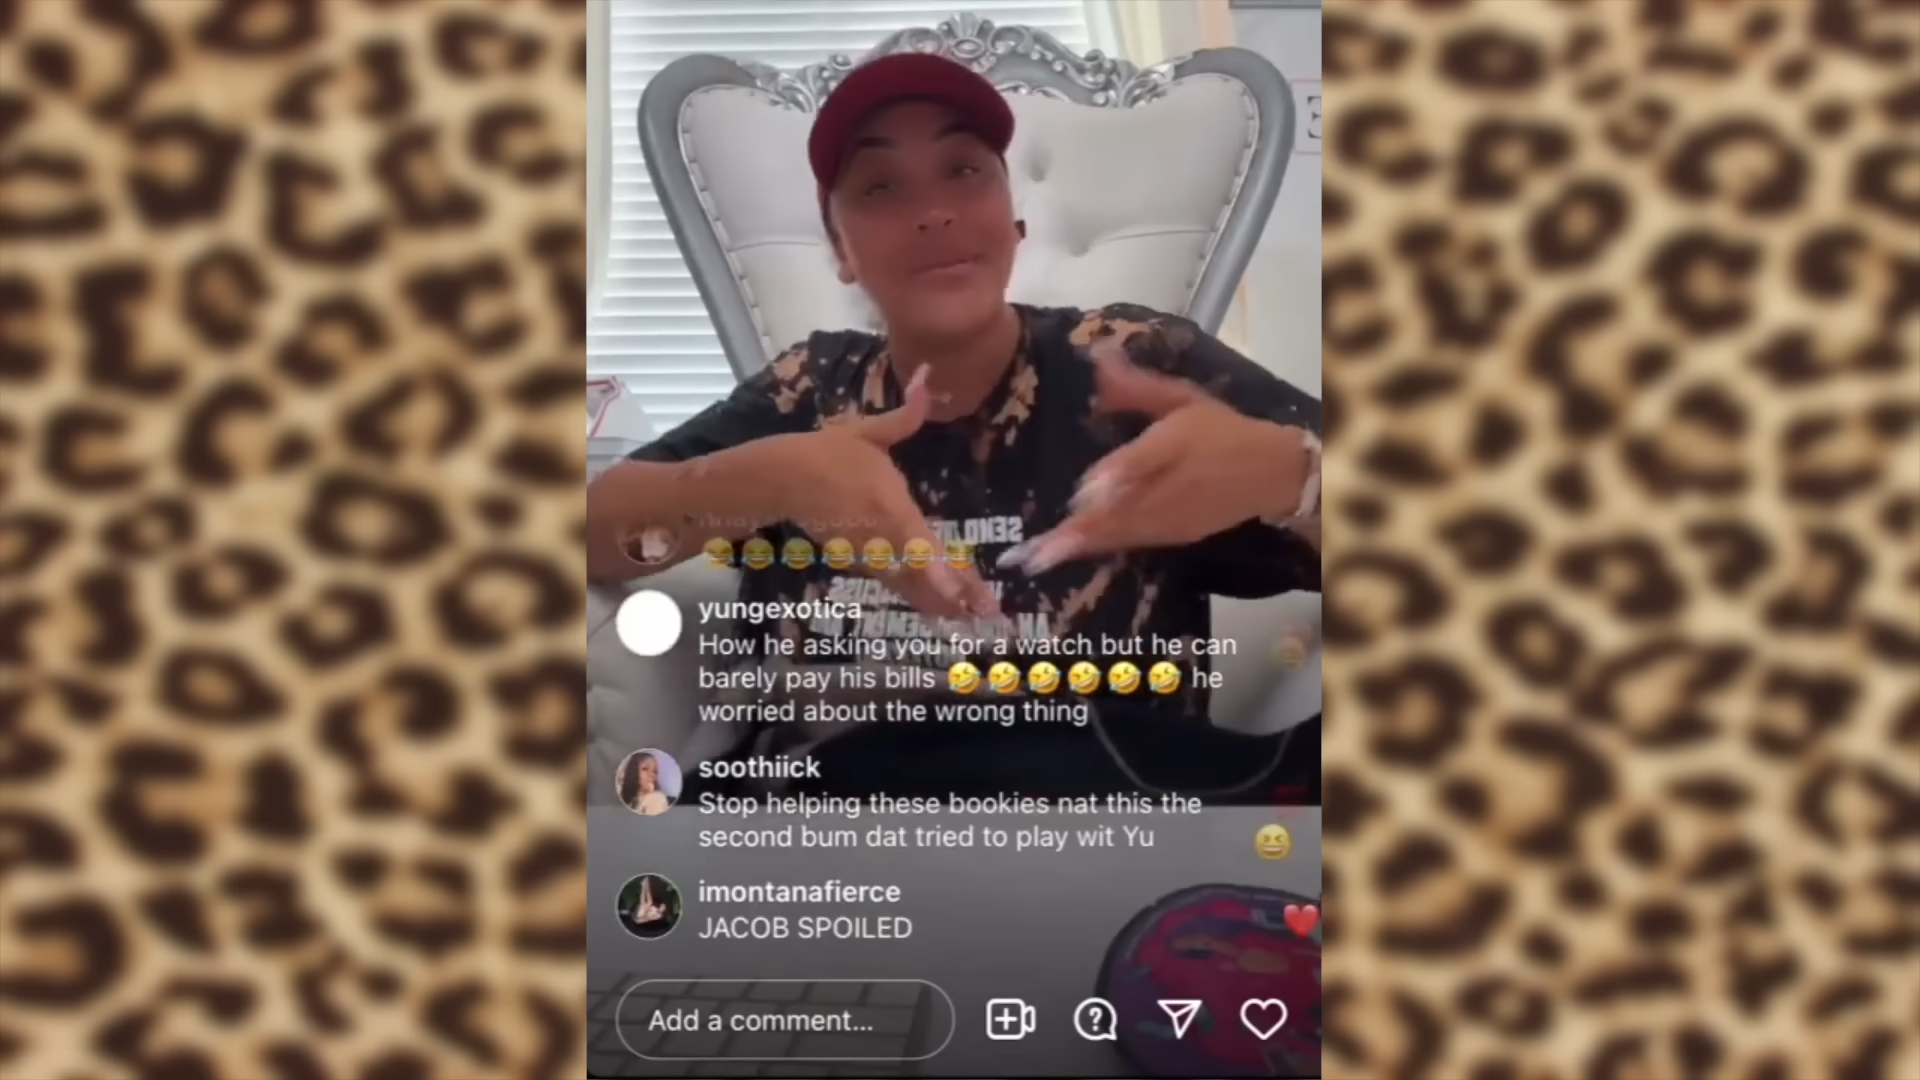 E
SEND
yungexotica
How he asking you for a watch but he can
barely pay his bills 🤣🤣🤣🤣🤣🤣 he
worried about the wrong thing
soothiick
Stop helping these bookies nat this the
second bum dat tried to play wit Yu
imontanafierce
JACOB SPOILED
Add a comment...